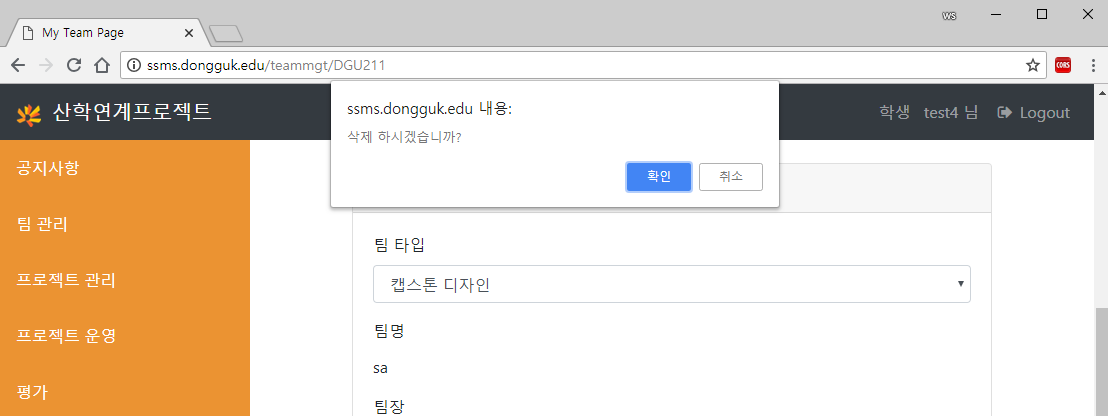 ws
My Team Page
ssms.dongguk.edu/teammgt/DGU211
CORS
산학연계프로젝트
학생 test4 님 Logout
ssms.dongguk.edu 내용:
삭제 하시겠습니까?
확인 취소
공지사항
팀 관리
프로젝트 관리
프로젝트 운영
평가
팀 타입
캡스톤 디자인
팀명
sa
팀장